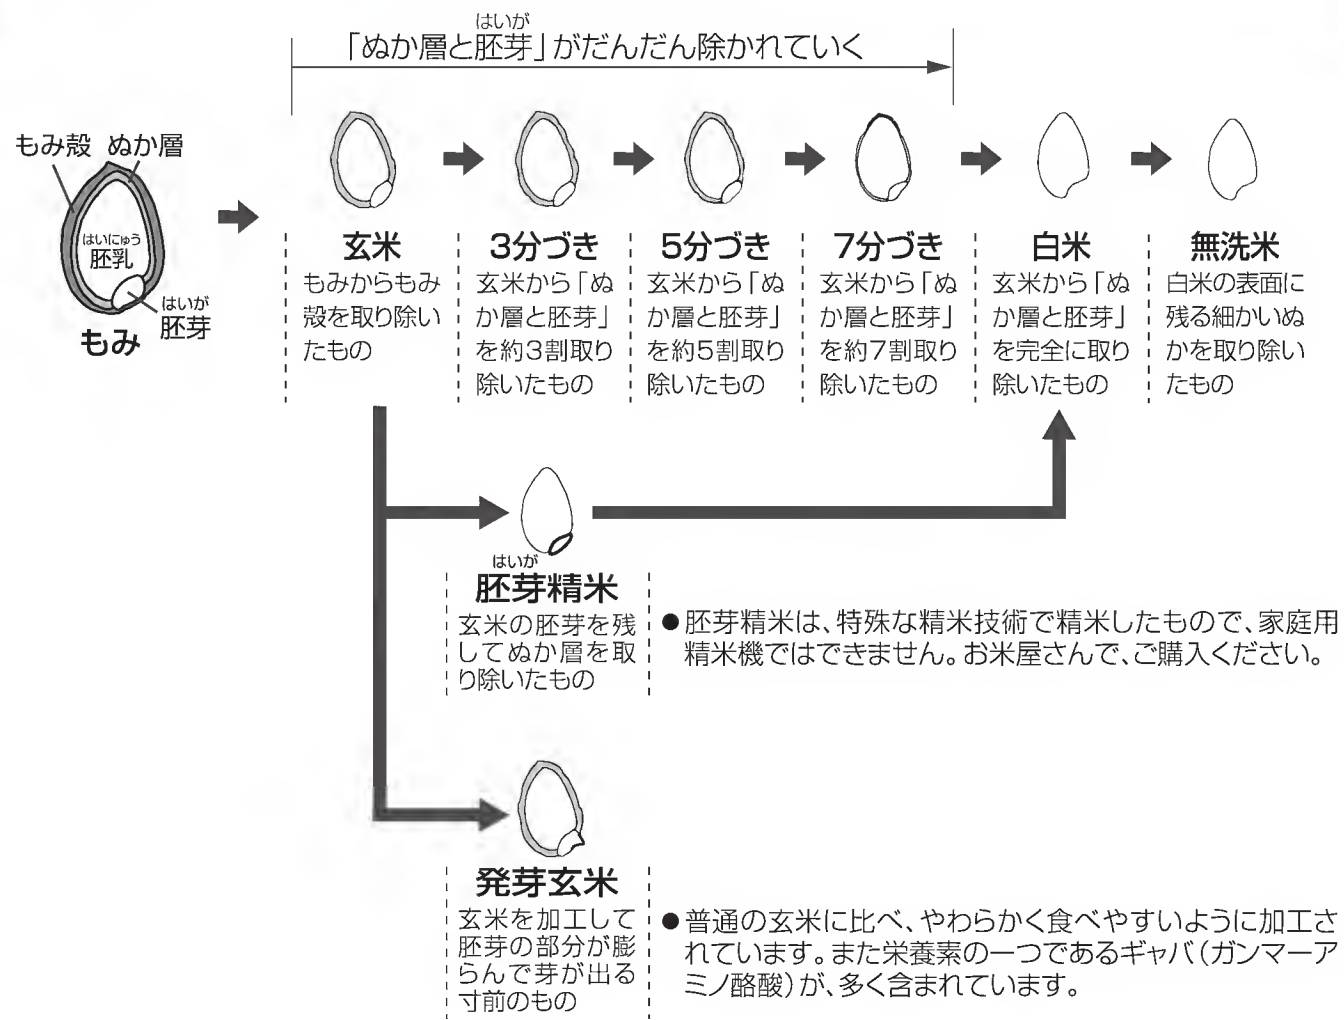 はいが
「ぬか層と胚芽」がだんだん除かれていく
もみ殻 ぬか層
はいにゅう
胚乳
はいが
胚芽
もみ
玄米
もみからもみ
殻を取り除い
たもの
3分づき
玄米から「ぬ
か層と胚芽」
を約3割取り
除いたもの
5分づき
玄米から「ぬ
か層と胚芽」
を約5割取り
除いたもの
7分づき
玄米から「ぬ
か層と胚芽」
を約7割取り
除いたもの
白米
玄米から「ぬ
か層と胚芽」
を完全に取り
除いたもの
無洗米
白米の表面に
残る細かいぬ
かを取り除い
たもの
はいが
胚芽精米
玄米の胚芽を残
してぬか層を取
り除いたもの
●胚芽精米は、特殊な精米技術で精米したもので、家庭用
精米機ではできません。お米屋さんで、ご購入ください。
発芽玄米
玄米を加工して
胚芽の部分が膨
らんで芽が出る
寸前のもの
●普通の玄米に比べ、やわらかく食べやすいように加工さ
れています。また栄養素の一つであるギャバ(ガンマーア
ミノ酪酸)が、多く含まれています。